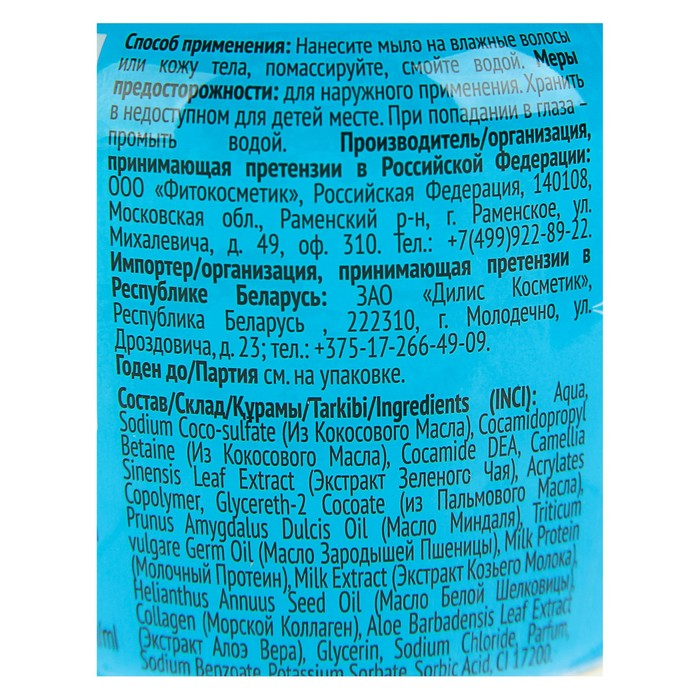 Способ применения: Нанесите мыло на влажные волосы
или кожу тела, помассируйте, смойте водой. Меры
предосторожности: для наружного применения. Хранить
в недоступном для детей месте. При попадании в глаза –
промыть водой. Производитель/организация,
принимающая претензии в Российской Федерации:
ООО «Фитокосметик», Российская Федерация, 140108,
Московская обл., Раменский р-н, г. Раменское, ул.
Михалевича, д. 49, оф. 310. Тел.: +7(499)922-89-22.
Импортер/организация, принимающая претензии в
Республике Беларусь: ЗАО «Дилис Косметик»,
Республика Беларусь , 222310, г. Молодечно, ул.
Дроздовича, д. 23; тел.: +375-17-266-49-09.
Годен до/Партия см. на упаковке.
Состав/Склад/Құрамы/Tarkibi/Ingredients (INCI): Aqua,
Sodium Coco-sulfate (Из Кокосового Масла), Cocamidopropyl
Betaine (Из Кокосового Масла), Cocamide DEA, Camellia
Sinensis Leaf Extract (Экстракт Зеленого Чая), Acrylates
Copolymer, Glycereth-2 Cocoate (из Пальмового Масла),
Prunus Amygdalus Dulcis Oil (Масло Миндаля), Triticum
vulgare Germ Oil (Масло Зародышей Пшеницы), Milk Protein
(Молочный Протеин), Milk Extract (Экстракт Козьего Молока),
Helianthus Annuus Seed Oil (Масло Белой Шелковицы),
Collagen (Морской Коллаген), Aloe Barbadensis Leaf Extract
(Экстракт Алоэ Вера), Glycerin, Sodium Chloride, Parfum,
Sodium Benzoate, Potassium Sorbate, Sorbic Acid, CI 17200,
ml